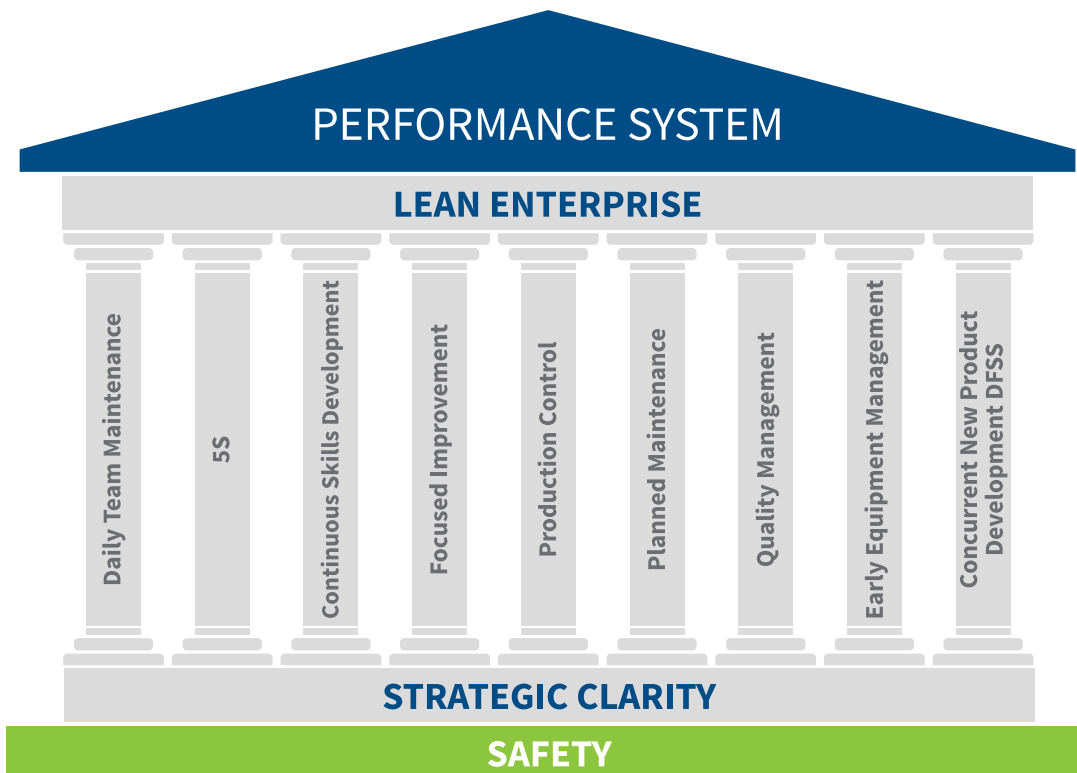 PERFORMANCE SYSTEM
LEAN ENTERPRISE
Daily Team Maintenance
5S
Continuous Skills Development
Focused Improvement
Production Control
Planned Maintenance
Quality Management
Early Equipment Management
Concurrent New Product
Development DFSS
STRATEGIC CLARITY
SAFETY